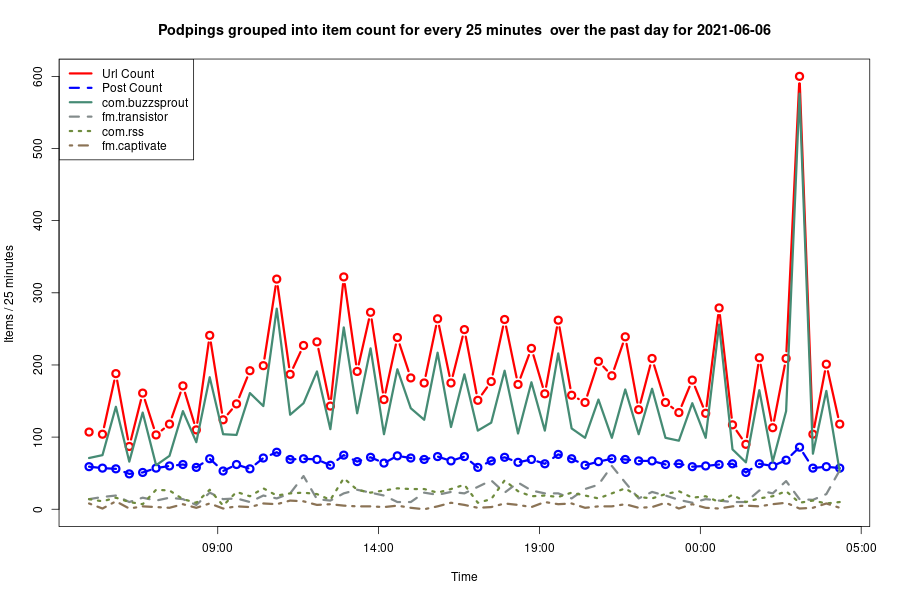 Podpings grouped into item count for every 25 minutes  over the past day for 2021-06-06
Url Count
Post Count
com.buzzsprout
fm.transistor
com.rss
fm.captivate
600
500
400
300
200
100
0
Items / 25 minutes
09:00
14:00
19:00
00:00
05:00
Time